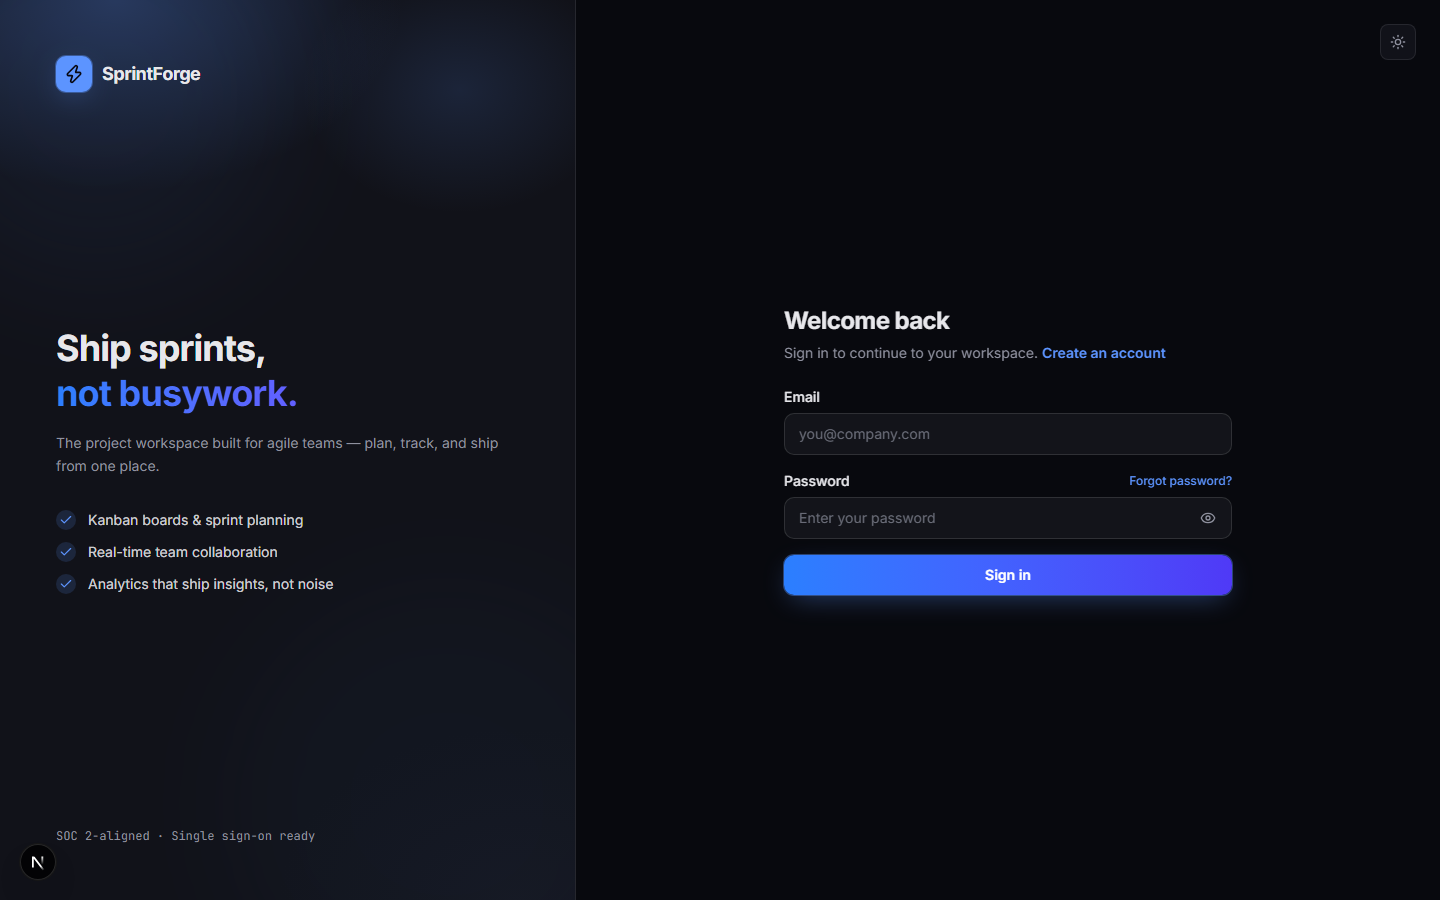 SprintForge
Ship sprints,
not busywork.
The project workspace built for agile teams — plan, track, and ship
from one place.
Kanban boards & sprint planning
Real-time team collaboration
Analytics that ship insights, not noise
SOC 2-aligned · Single sign-on ready
N
Welcome back
Sign in to continue to your workspace. Create an account
Email
you@company.com
Password Forgot password?
Enter your password
Sign in